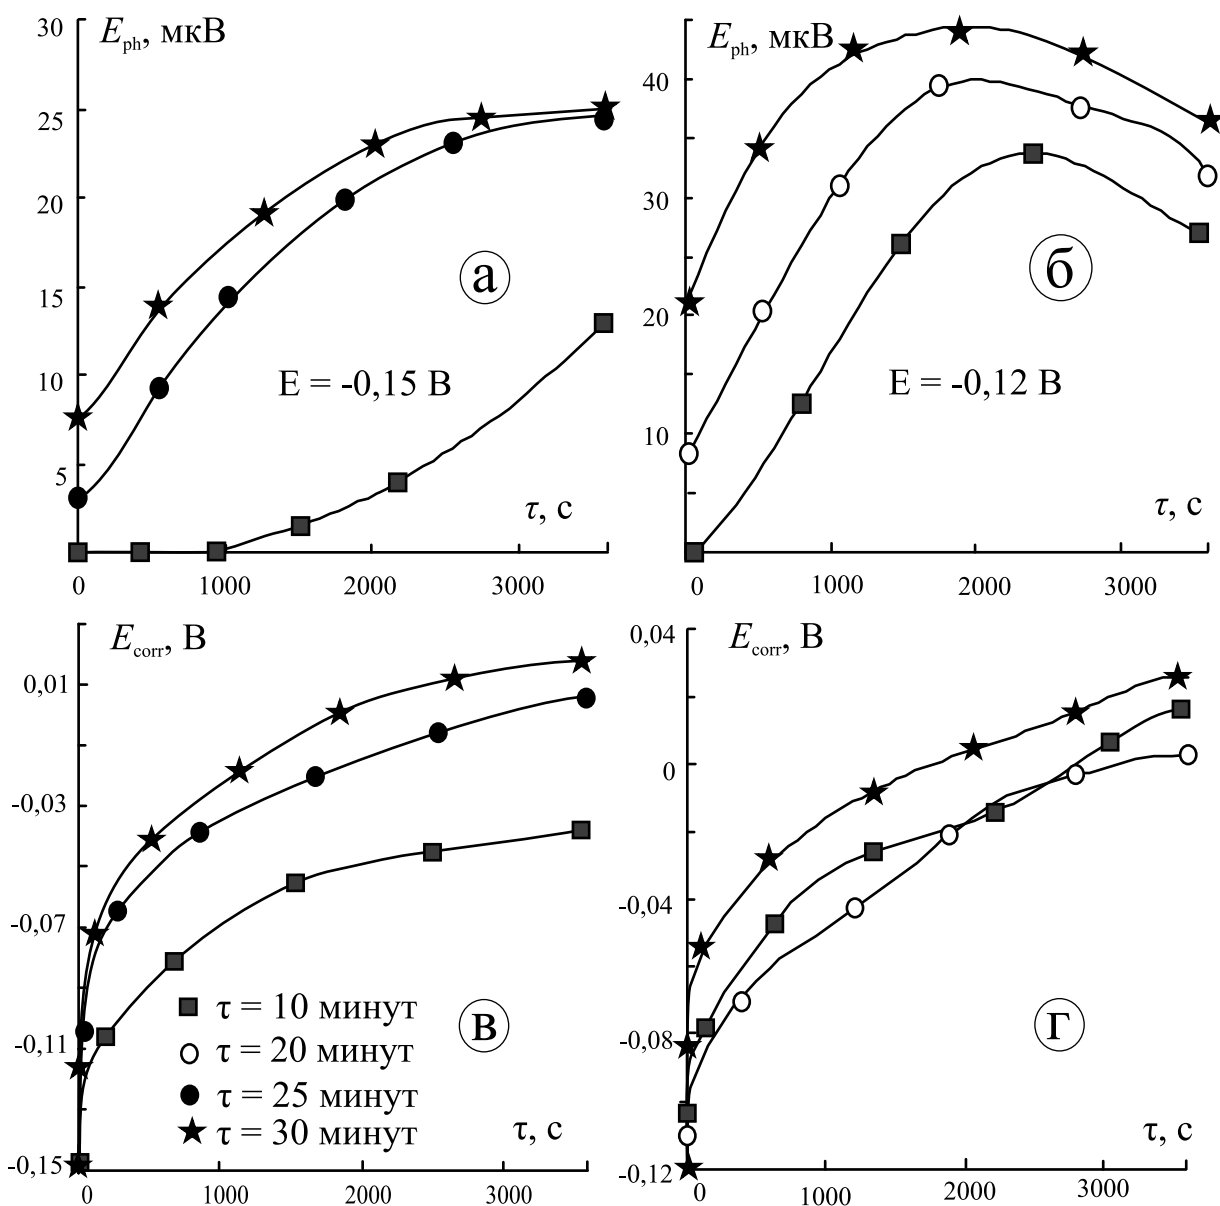 E_ph, мкВ
30
25
20
15
10
5
0
1000
2000
3000
τ, с
E = -0,15 В
а
E_ph, мкВ
40
30
20
10
0
1000
2000
3000
τ, с
E = -0,12 В
б
E_corr, В
0,01
-0,03
-0,07
-0,11
-0,15
0
1000
2000
3000
τ, с
τ = 10 минут
τ = 20 минут
τ = 25 минут
τ = 30 минут
в
E_corr, В
0,04
0
-0,04
-0,08
-0,12
0
1000
2000
3000
τ, с
г